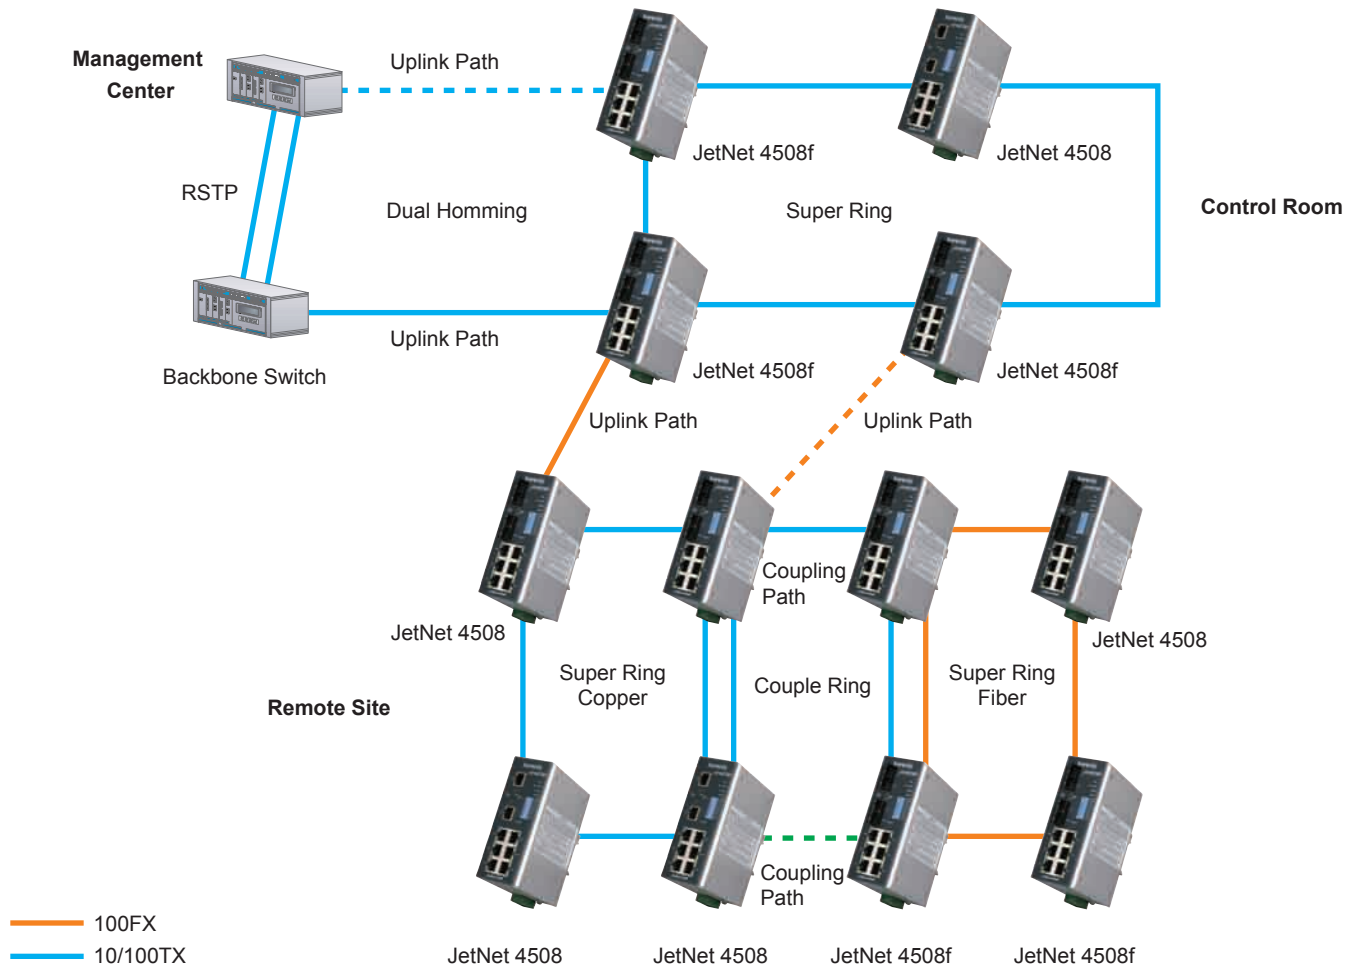 Management
Center
Uplink Path
JetNet 4508f
JetNet 4508
RSTP
Dual Homming
Super Ring
Control Room
Uplink Path
Backbone Switch
JetNet 4508f
JetNet 4508f
Uplink Path
Uplink Path
Coupling
Path
JetNet 4508
JetNet 4508
Super Ring
Copper
Couple Ring
Super Ring
Fiber
Remote Site
Coupling
Path
100FX
10/100TX
JetNet 4508
JetNet 4508
JetNet 4508f
JetNet 4508f